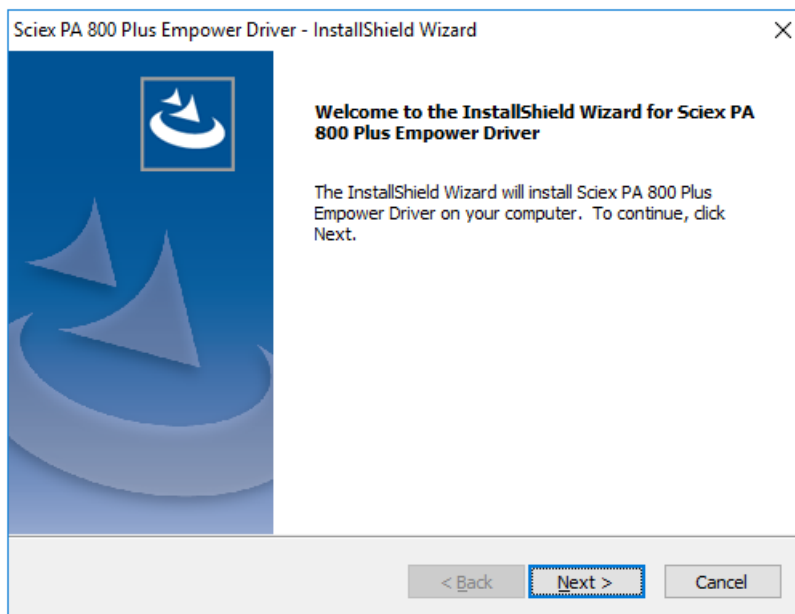 Sciex PA 800 Plus Empower Driver - InstallShield Wizard
Welcome to the InstallShield Wizard for Sciex PA
800 Plus Empower Driver
The InstallShield Wizard will install Sciex PA 800 Plus
Empower Driver on your computer.  To continue, click
Next.
< Back
Next >
Cancel